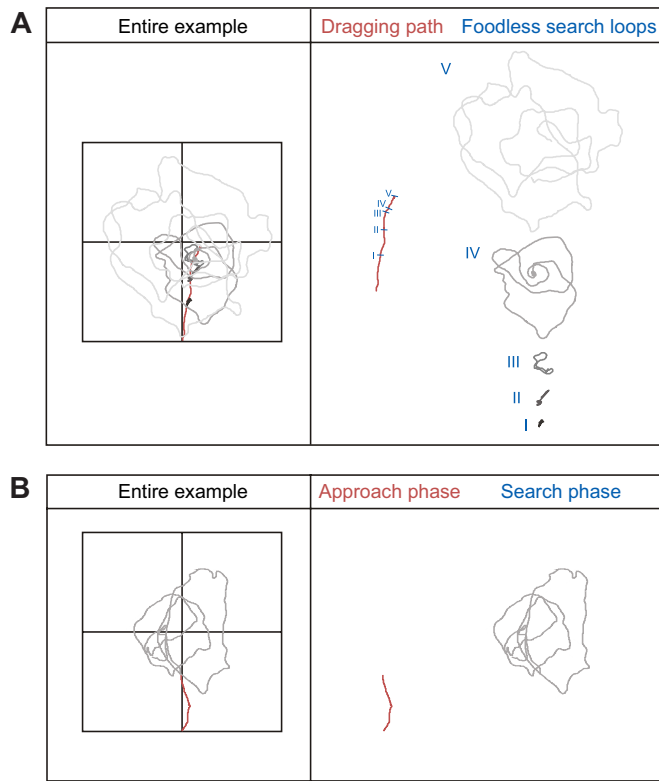 A
Entire example
Dragging path
Foodless search loops
V
V
IV
III
II
I
IV
III
II
I
B
Entire example
Approach phase
Search phase